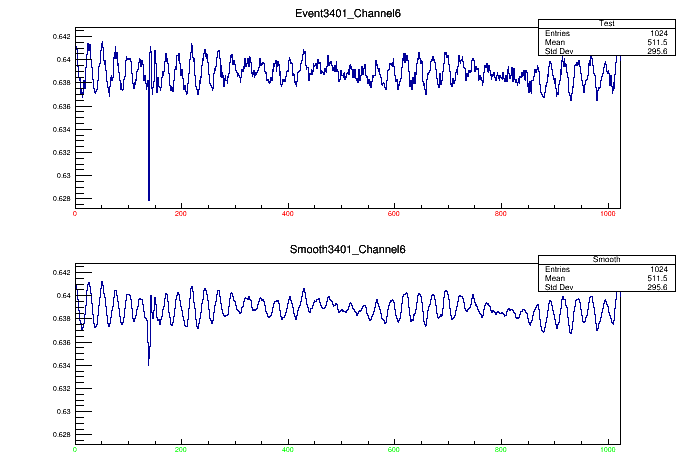 Event3401_Channel6
Test
Entries 1024
Mean 511.5
Std Dev 295.6
0.642
0.64
0.638
0.636
0.634
0.632
0.63
0.628
0 200 400 600 800 1000
Smooth3401_Channel6
Smooth
Entries 1024
Mean 511.5
Std Dev 295.6
0.642
0.64
0.638
0.636
0.634
0.632
0.63
0.628
0 200 400 600 800 1000